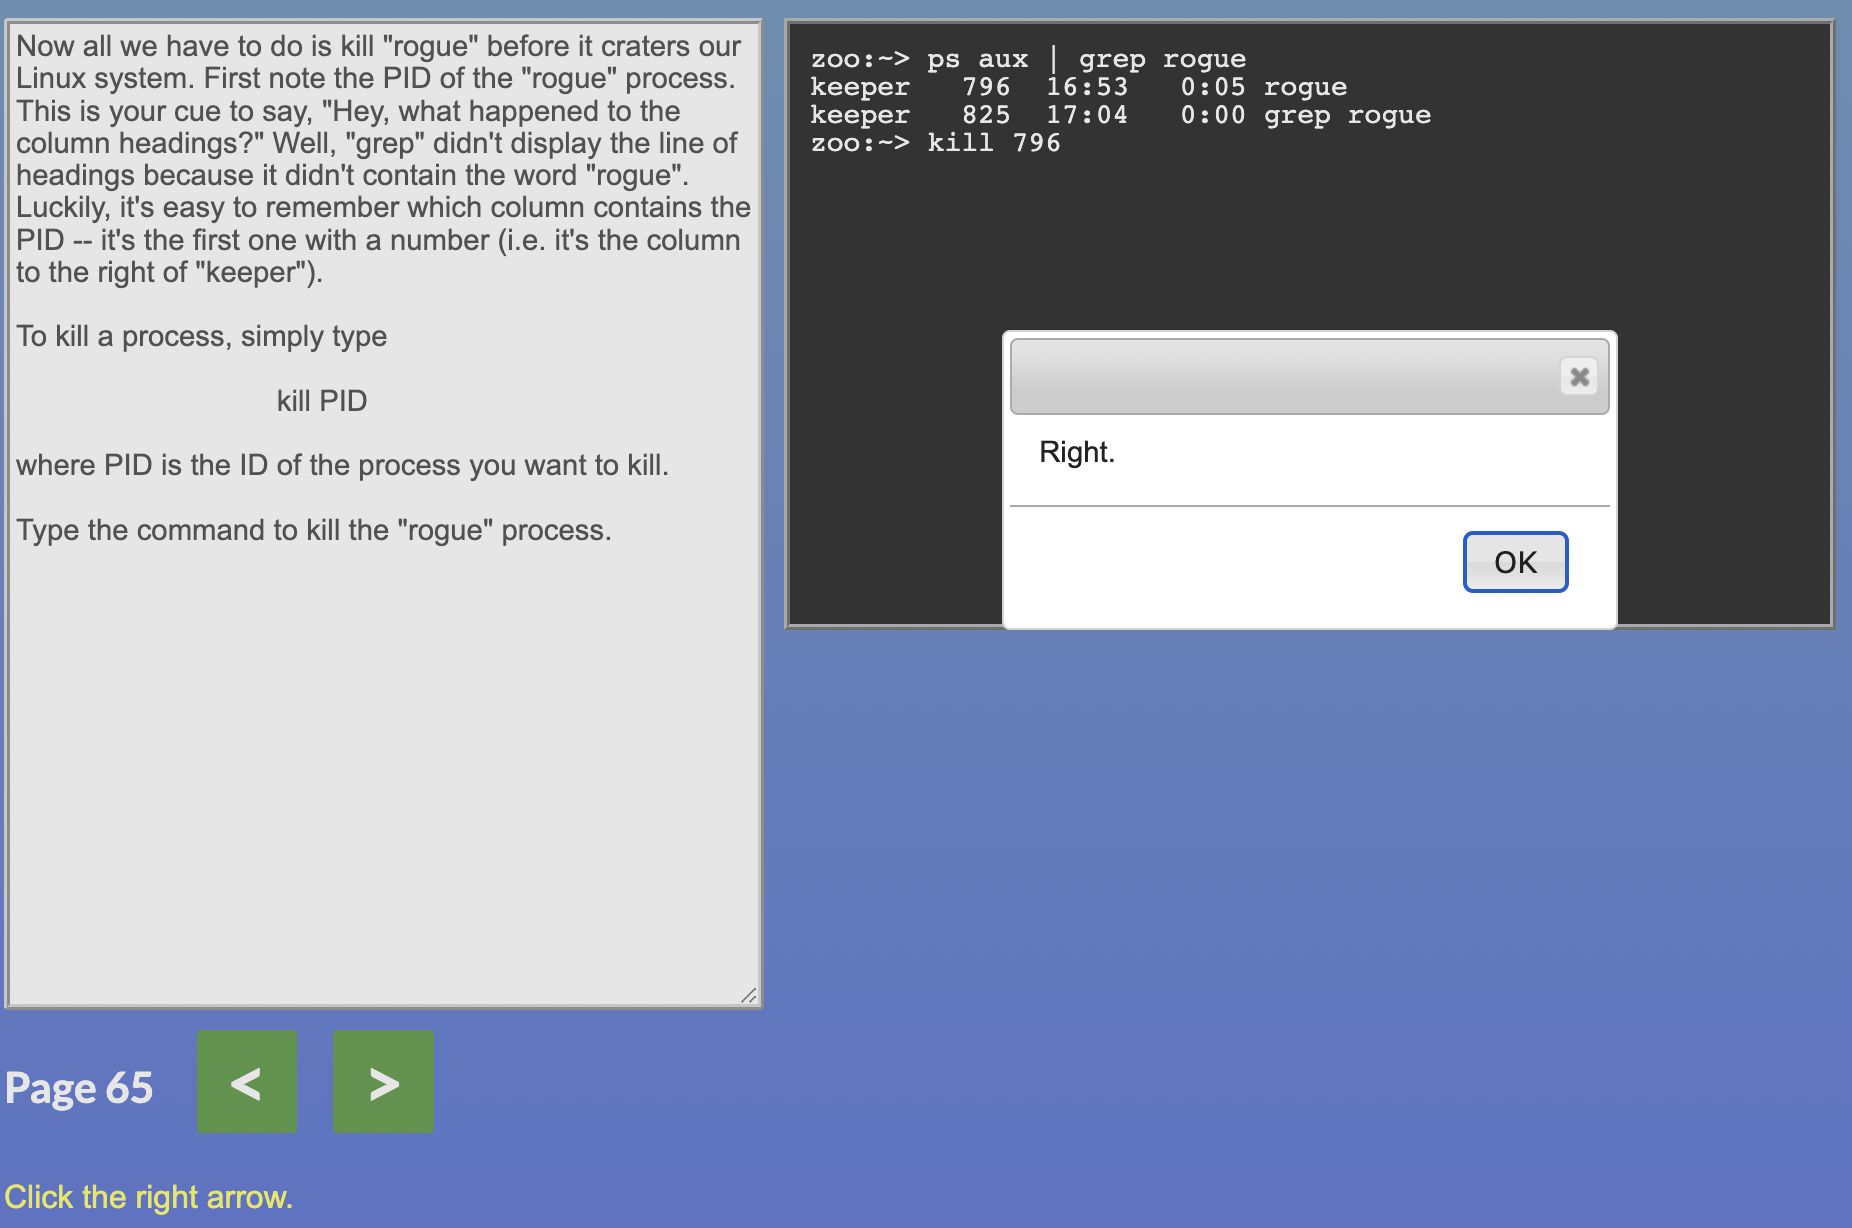 Now all we have to do is kill "rogue" before it craters our
Linux system. First note the PID of the "rogue" process.
This is your cue to say, "Hey, what happened to the
column headings?" Well, "grep" didn't display the line of
headings because it didn't contain the word "rogue".
Luckily, it's easy to remember which column contains the
PID -- it's the first one with a number (i.e. it's the column
to the right of "keeper").
To kill a process, simply type
kill PID
where PID is the ID of the process you want to kill.
Type the command to kill the "rogue" process.
zoo:~> ps aux | grep rogue
keeper   796  16:53   0:05 rogue
keeper   825  17:04   0:00 grep rogue
zoo:~> kill 796
Right.
OK
Page 65
<
>
Click the right arrow.